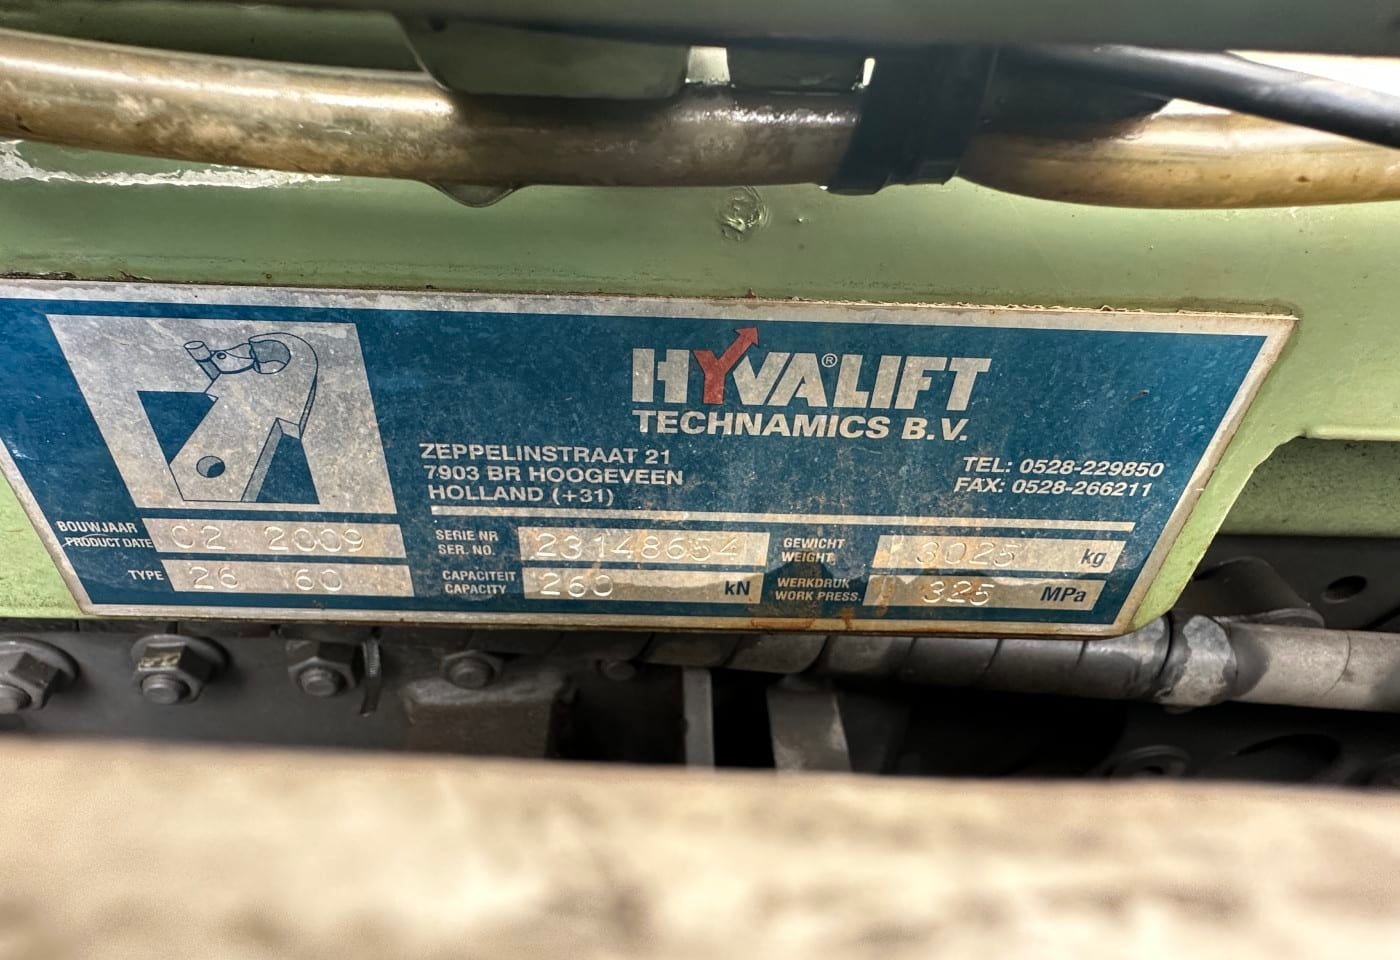 HYVALIFT®
TECHNAMICS B.V.
ZEPPELINSTRAAT 21
7903 BR HOOGEVEEN
HOLLAND (+31)
TEL: 0528-229850
FAX: 0528-266211
BOUWJAAR
PRODUCT DATE
02 2009
SERIE NR
SER. NO.
23148654
GEWICHT
WEIGHT
3025 kg
TYPE
26 60
CAPACITEIT
CAPACITY
260 kN
WERKDRUK
WORK PRESS.
325 MPa